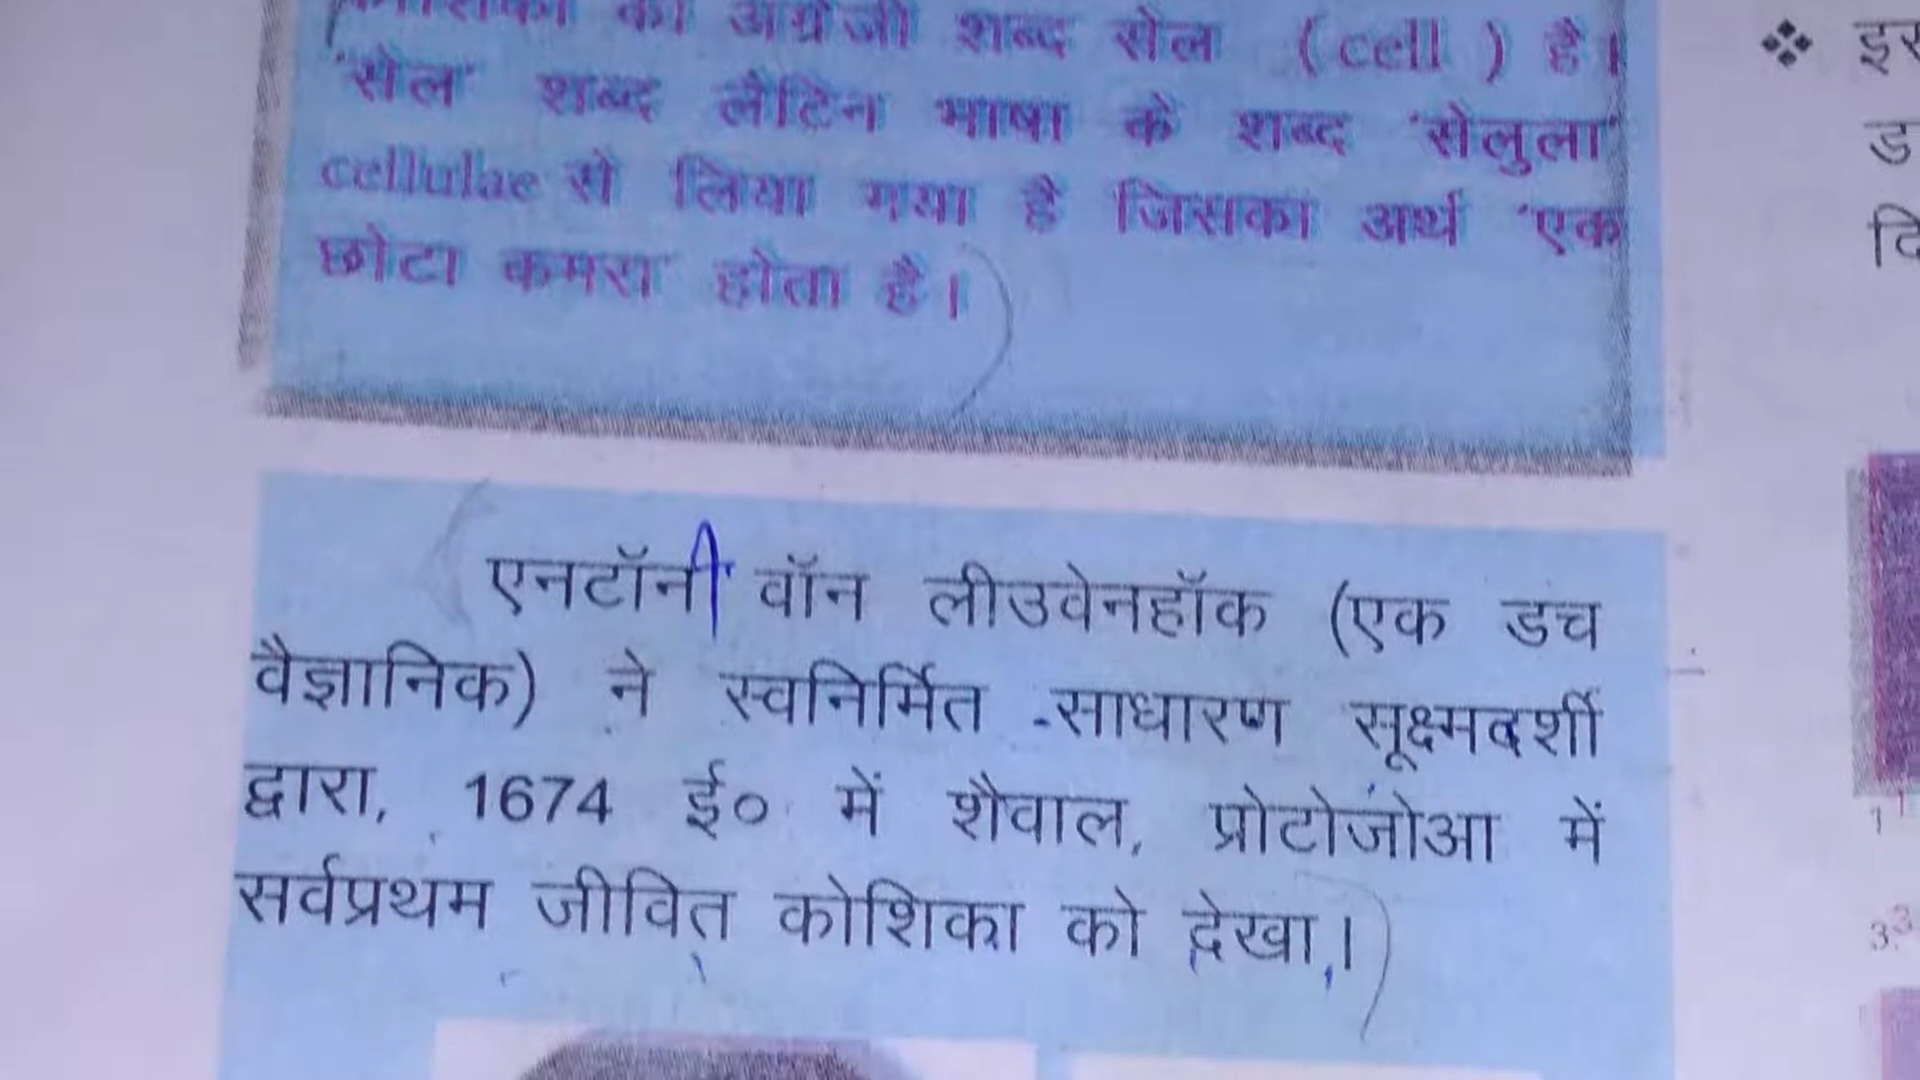 का अंग्रेजी शब्द सेल (cell) है।
'सेल' शब्द लैटिन भाषा के शब्द 'सेलुला'
cellulae से लिया गया है जिसका अर्थ 'एक
छोटा कमरा' होता है।
एनटॉनी वॉन लीउवेनहॉक (एक डच
वैज्ञानिक) ने स्वनिर्मित -साधारण सूक्ष्मदर्शी
द्वारा, 1674 ई० में शैवाल, प्रोटोजोआ में
सर्वप्रथम जीवित कोशिका को देखा।